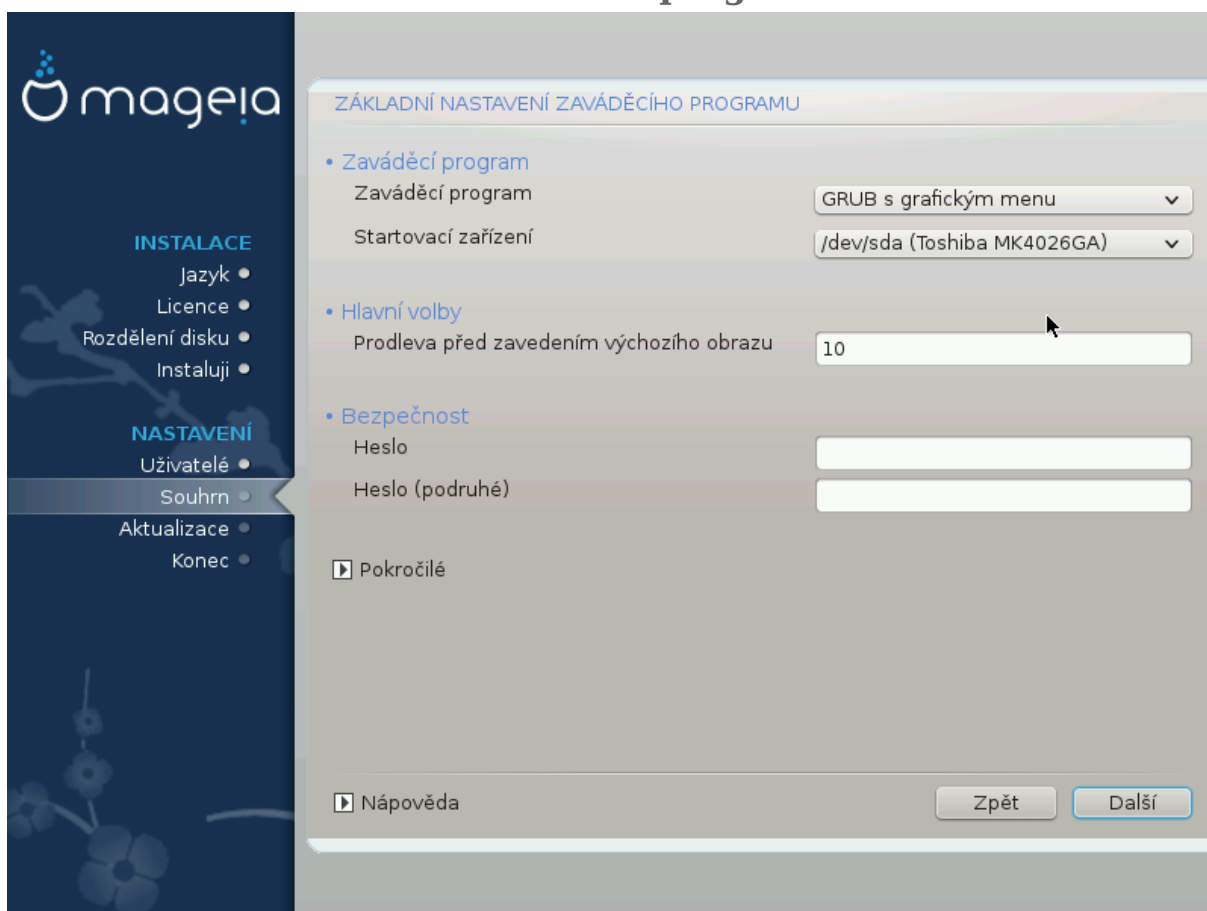 mageia
INSTALACE
Jazyk
Licence
Rozdělení disku
Instaluji
NASTAVENÍ
Uživatelé
Souhrn
Aktualizace
Konec
ZÁKLADNÍ NASTAVENÍ ZAVÁDĚCÍHO PROGRAMU
• Zaváděcí program
Zaváděcí program
GRUB s grafickým menu
Startovací zařízení
/dev/sda (Toshiba MK4026GA)
• Hlavní volby
Prodleva před zavedením výchozího obrazu
10
• Bezpečnost
Heslo
Heslo (podruhé)
Pokročilé
Nápověda
Zpět
Další